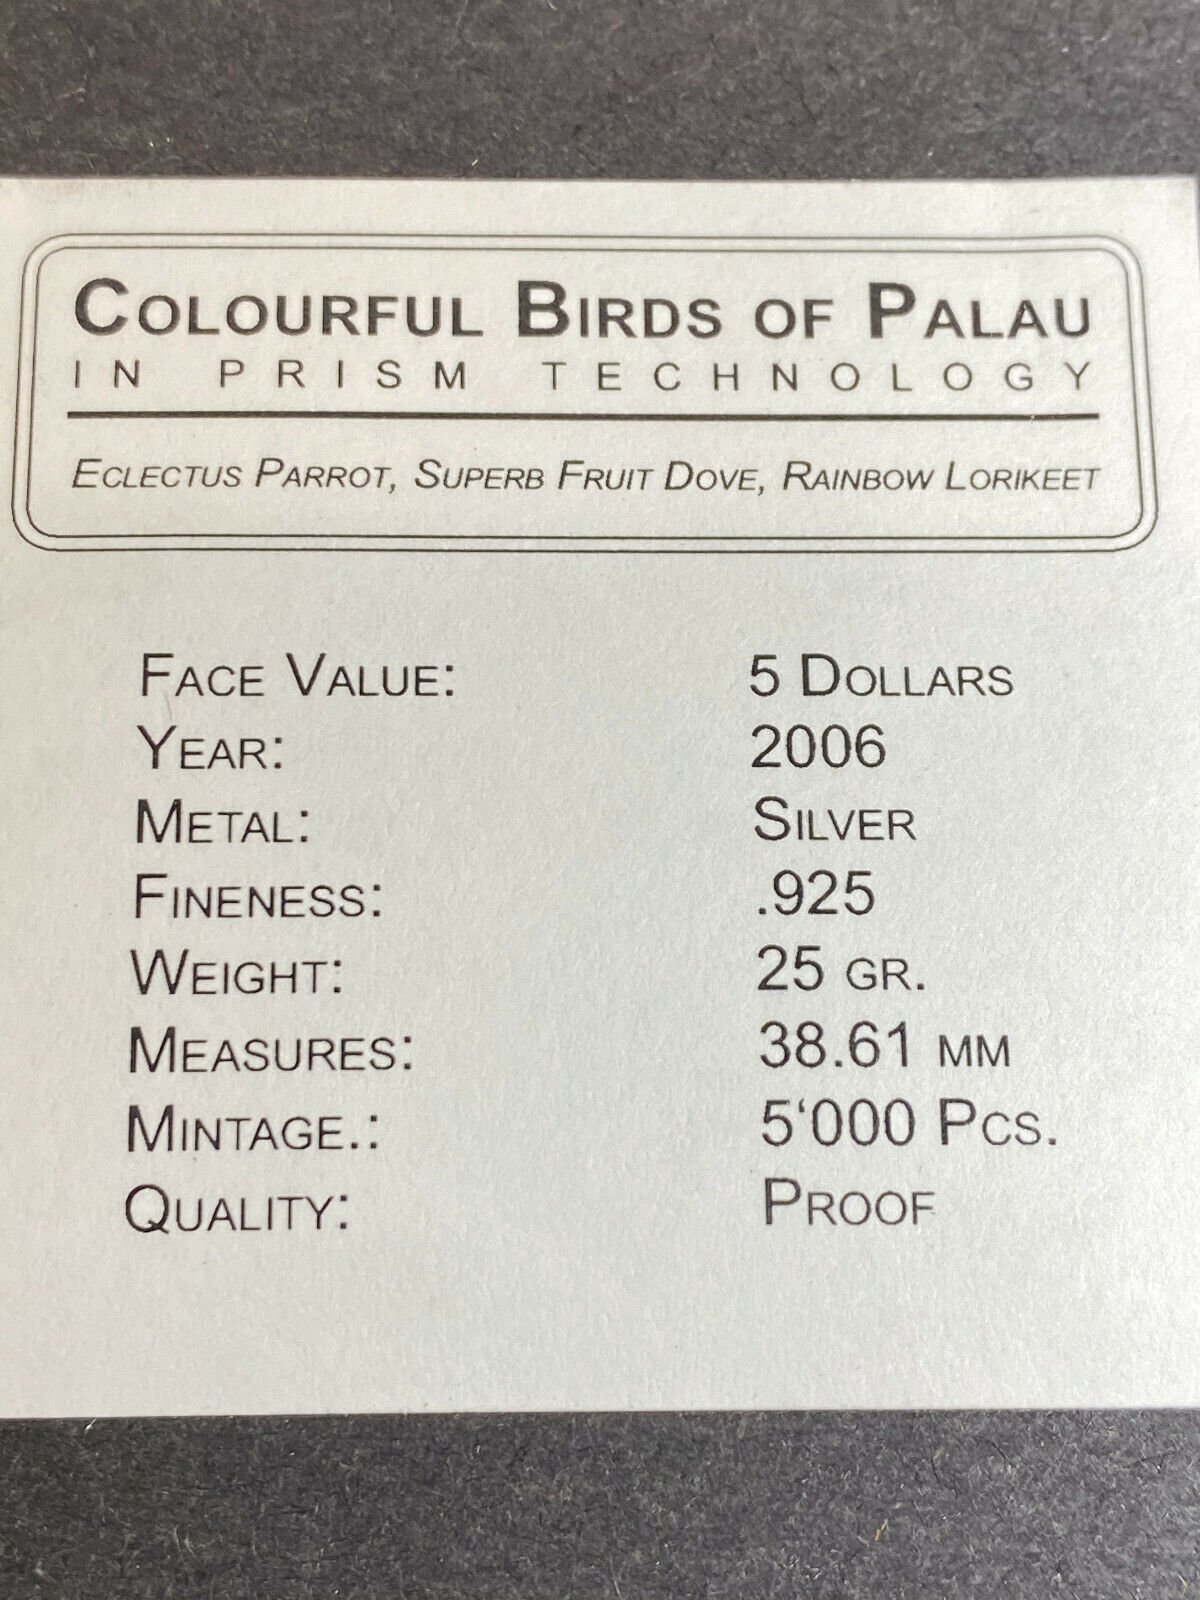 COLOURFUL BIRDS OF PALAU
IN PRISM TECHNOLOGY
ECLECTUS PARROT, SUPERB FRUIT DOVE, RAINBOW LORIKEET
FACE VALUE: 5 DOLLARS
YEAR: 2006
METAL: SILVER
FINENESS: .925
WEIGHT: 25 GR.
MEASURES: 38.61 MM
MINTAGE.: 5‘000 PCS.
QUALITY: PROOF